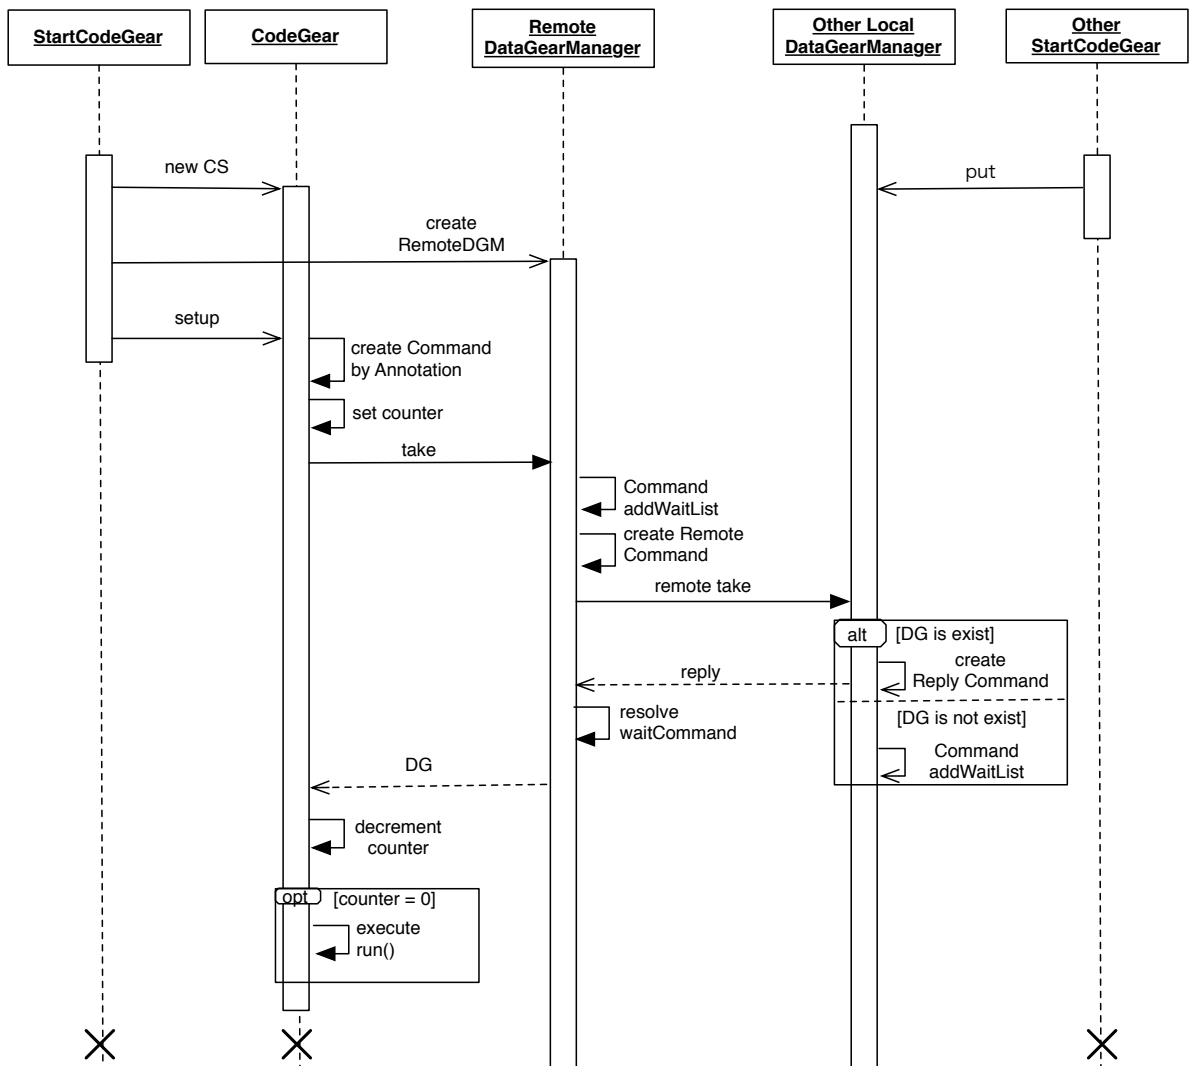 StartCodeGear
CodeGear
Remote
DataGearManager
Other Local
DataGearManager
Other
StartCodeGear
new CS
put
create
RemoteDGM
setup
create Command
by Annotation
set counter
take
Command
addWaitList
create Remote
Command
remote take
alt
[DG is exist]
create
Reply Command
reply
resolve
waitCommand
[DG is not exist]
Command
addWaitList
DG
decrement
counter
opt
[counter = 0]
execute
run()